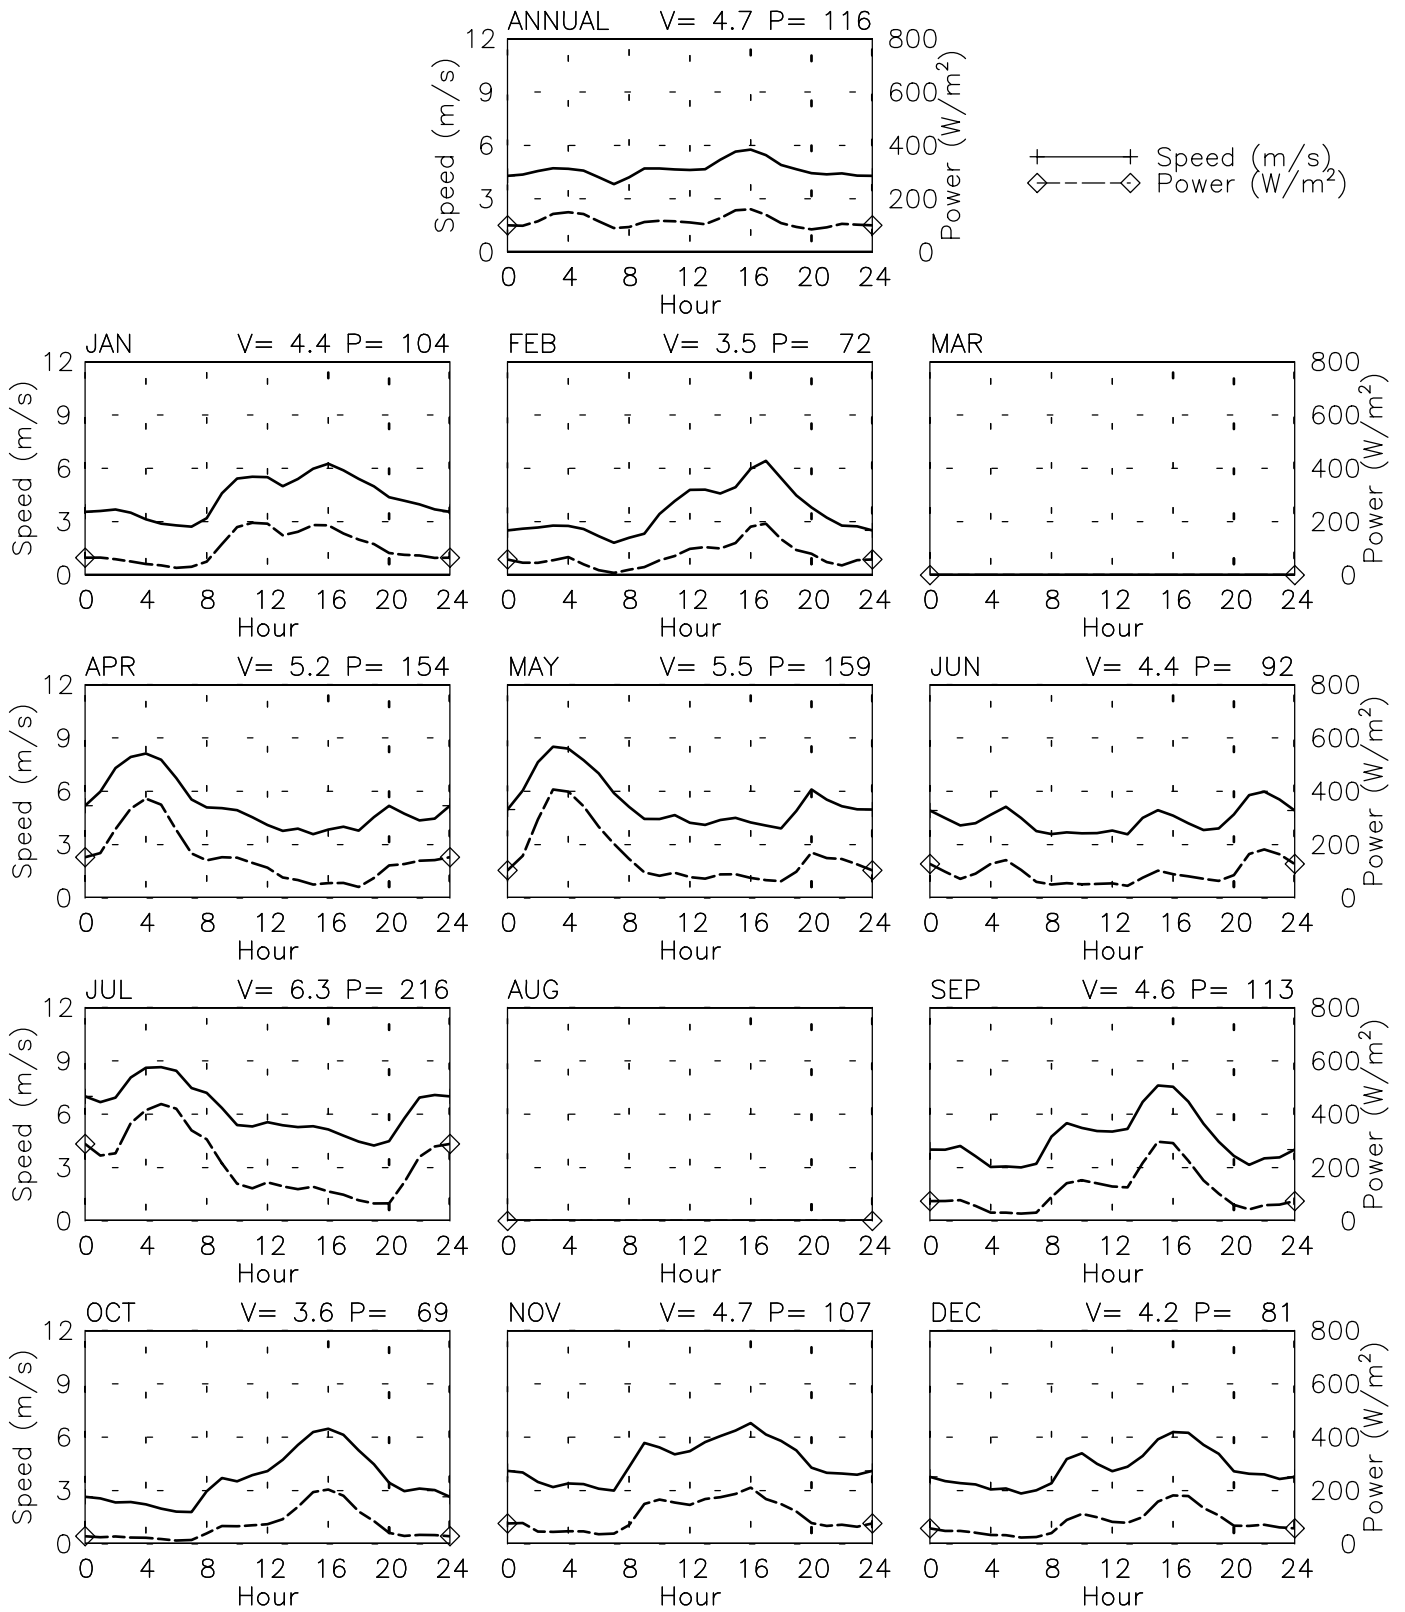 ANNUAL V= 4.7 P= 116
12 9 6 3 0
Speed (m/s)
800 600 400 200 0
Power (W/m²)
0 4 8 12 16 20 24
Hour
Speed (m/s)
Power (W/m²)
JAN V= 4.4 P= 104
FEB V= 3.5 P= 72
MAR
12 9 6 3 0
Speed (m/s)
800 600 400 200 0
Power (W/m²)
0 4 8 12 16 20 24
0 4 8 12 16 20 24
0 4 8 12 16 20 24
Hour Hour Hour
APR V= 5.2 P= 154
MAY V= 5.5 P= 159
JUN V= 4.4 P= 92
12 9 6 3 0
Speed (m/s)
800 600 400 200 0
Power (W/m²)
0 4 8 12 16 20 24
0 4 8 12 16 20 24
0 4 8 12 16 20 24
Hour Hour Hour
JUL V= 6.3 P= 216
AUG
SEP V= 4.6 P= 113
12 9 6 3 0
Speed (m/s)
800 600 400 200 0
Power (W/m²)
0 4 8 12 16 20 24
0 4 8 12 16 20 24
0 4 8 12 16 20 24
Hour Hour Hour
OCT V= 3.6 P= 69
NOV V= 4.7 P= 107
DEC V= 4.2 P= 81
12 9 6 3 0
Speed (m/s)
800 600 400 200 0
Power (W/m²)
0 4 8 12 16 20 24
0 4 8 12 16 20 24
0 4 8 12 16 20 24
Hour Hour Hour